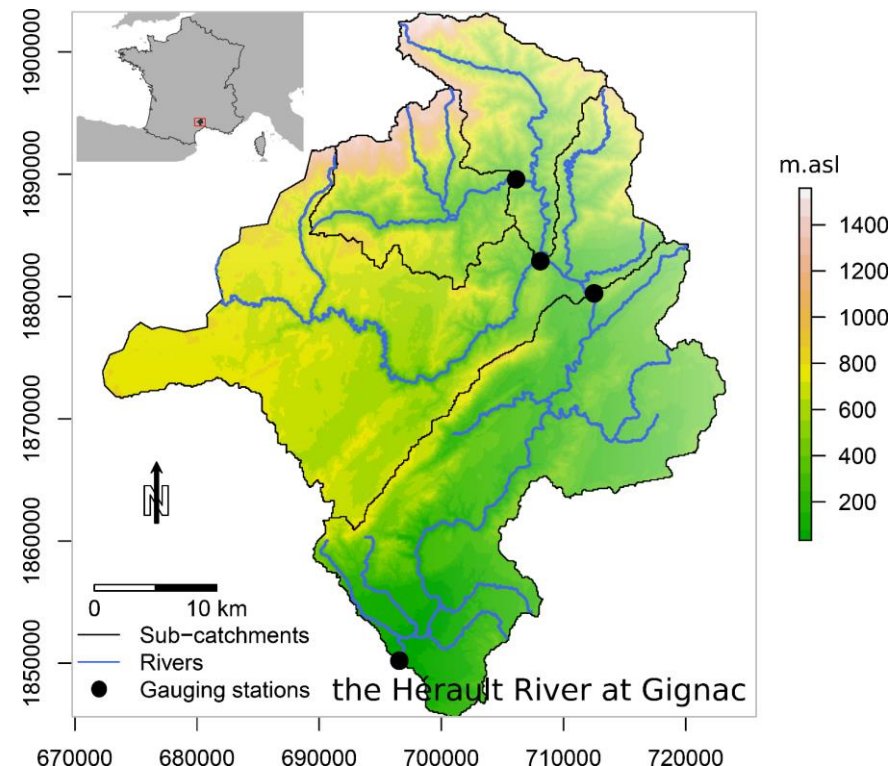 1900000
1890000
1880000
1870000
1860000
1850000
m.asl
1400
1200
1000
800
600
400
200
N
0 10 km
Sub-catchments
Rivers
Gauging stations
the Hérault River at Gignac
670000 680000 690000 700000 710000 720000